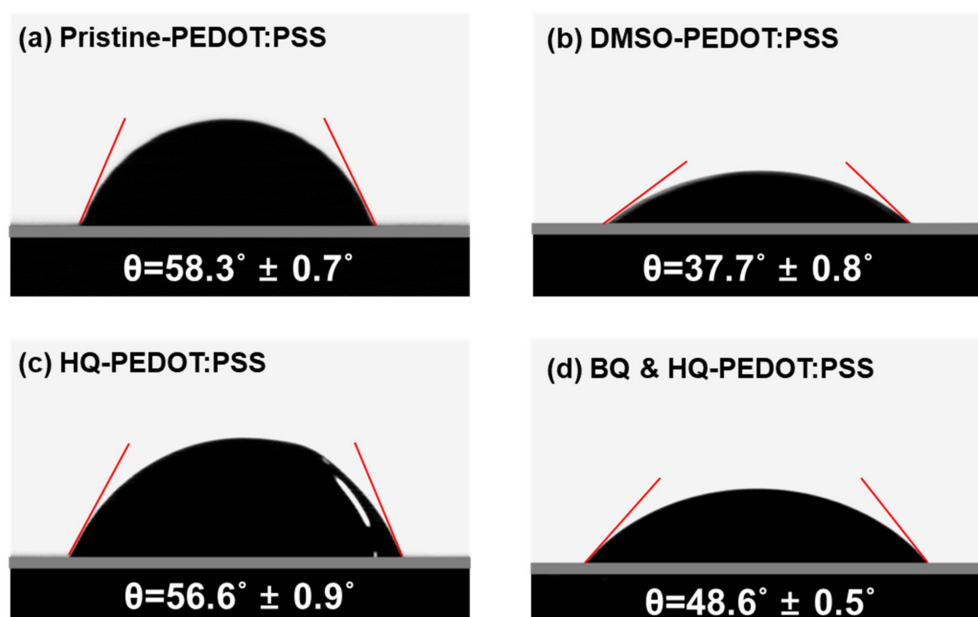 (a) Pristine-PEDOT:PSS
θ=58.3° ± 0.7°
(b) DMSO-PEDOT:PSS
θ=37.7° ± 0.8°
(c) HQ-PEDOT:PSS
θ=56.6° ± 0.9°
(d) BQ & HQ-PEDOT:PSS
θ=48.6° ± 0.5°